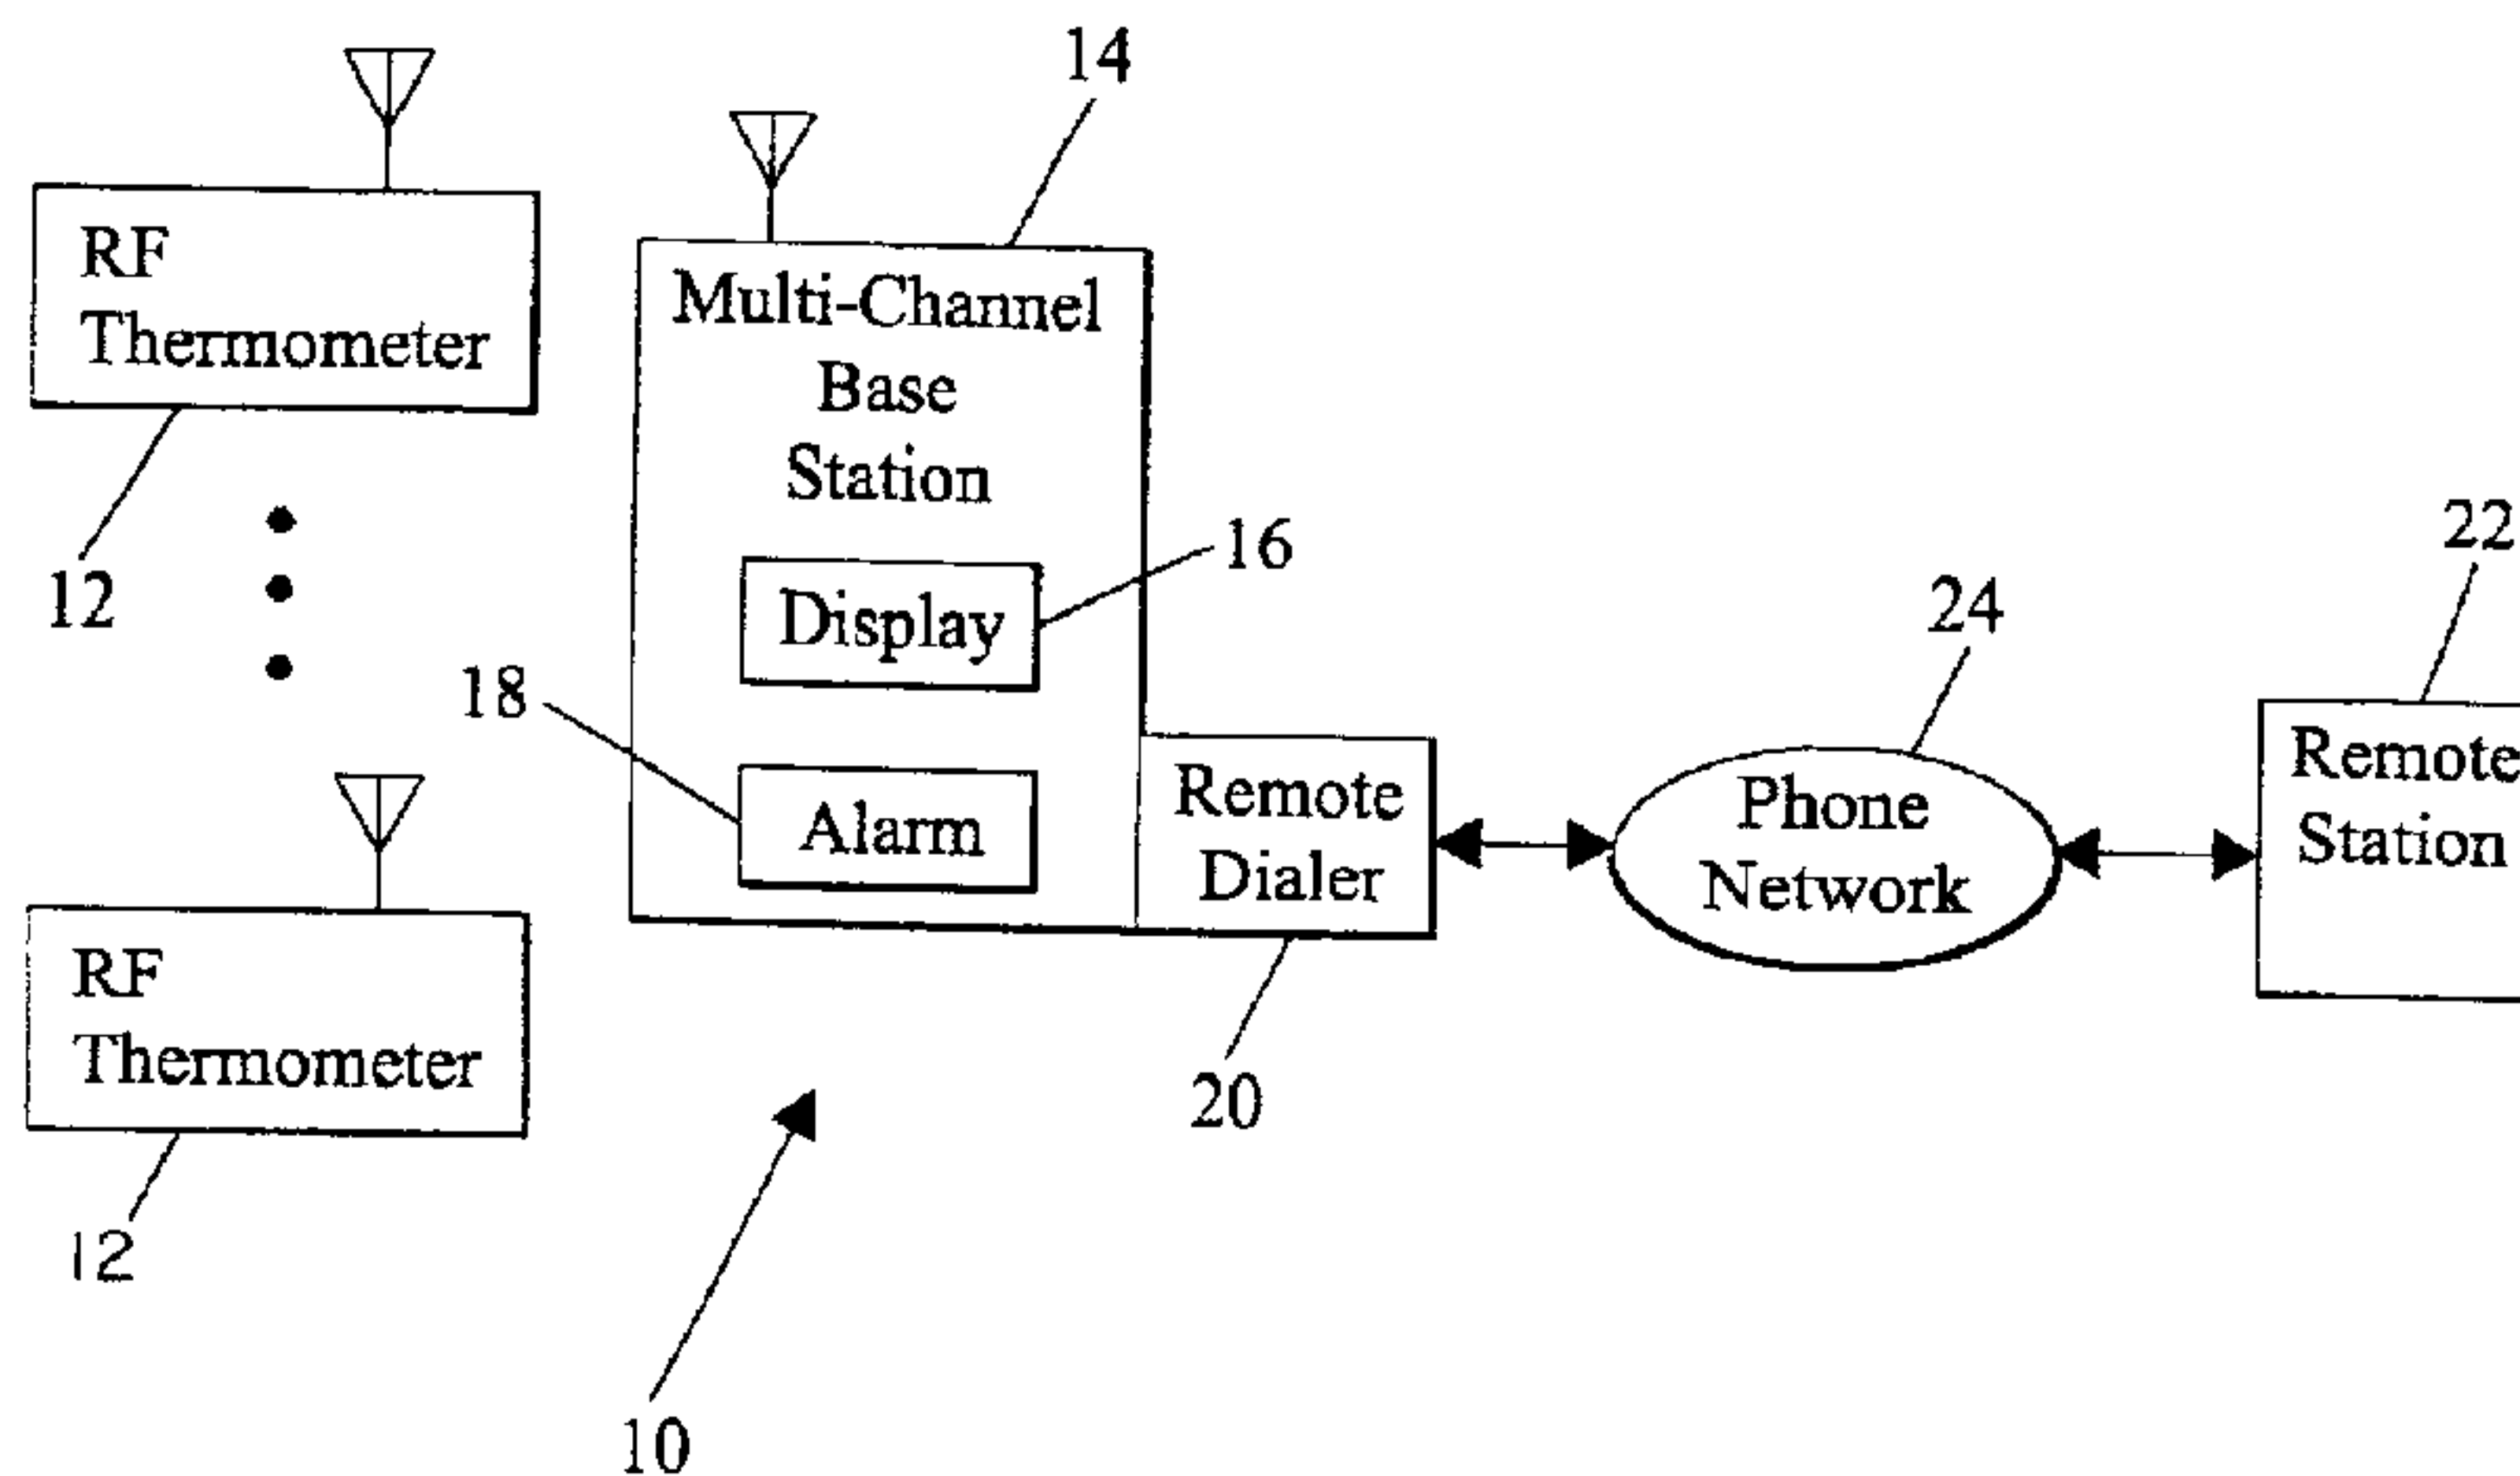 14
RF
Thermometer
12
Multi-Channel
Base
Station
Display
16
18
Alarm
Remote
Dialer
20
Phone
Network
24
Remote
Station
22
RF
Thermometer
12
10